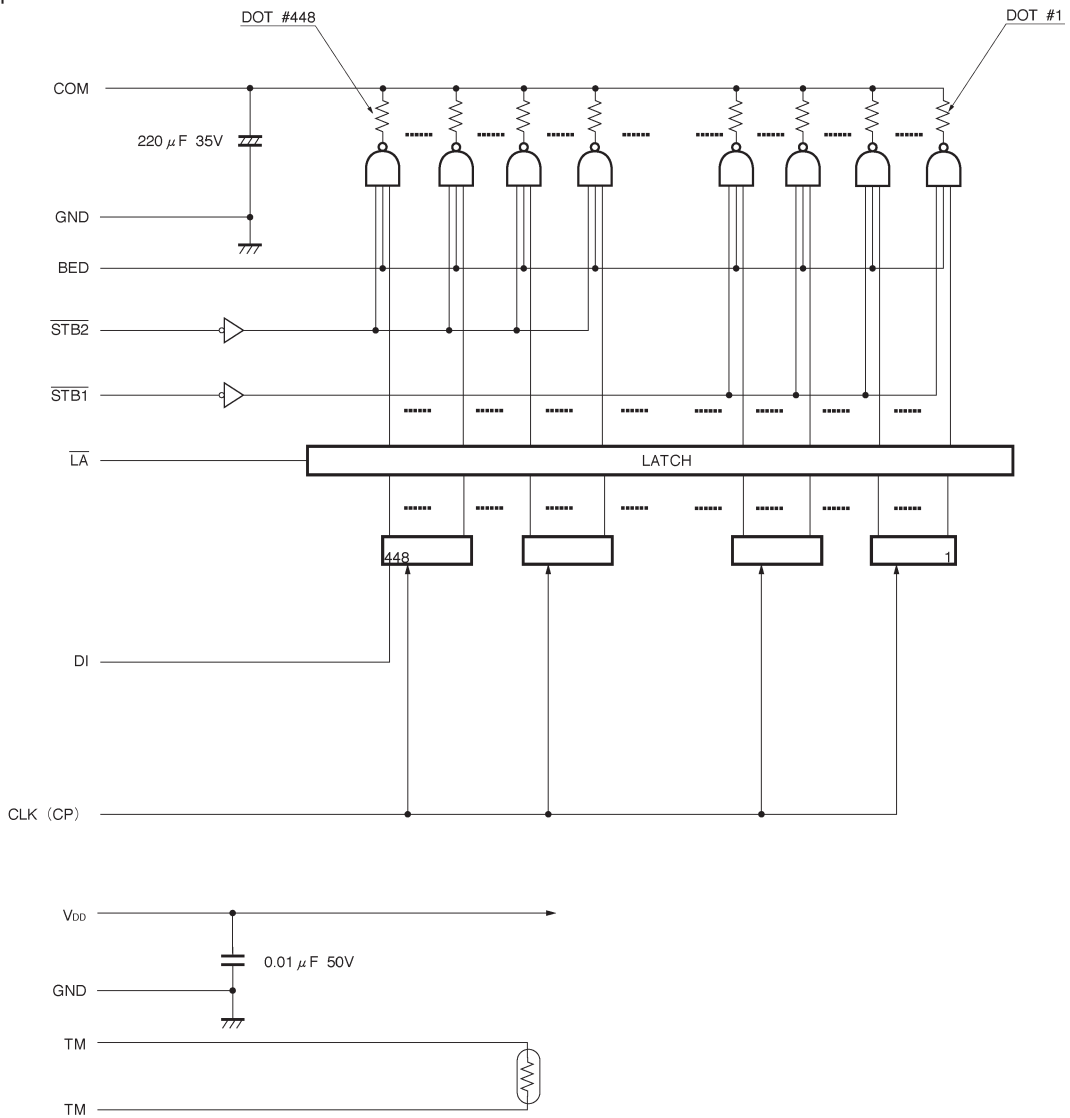 DOT #448
DOT #1
COM
220 μF 35V
GND
BED
STB2
STB1
LA
LATCH
448
1
DI
CLK (CP)
VDD
0.01 μF 50V
GND
TM
TM